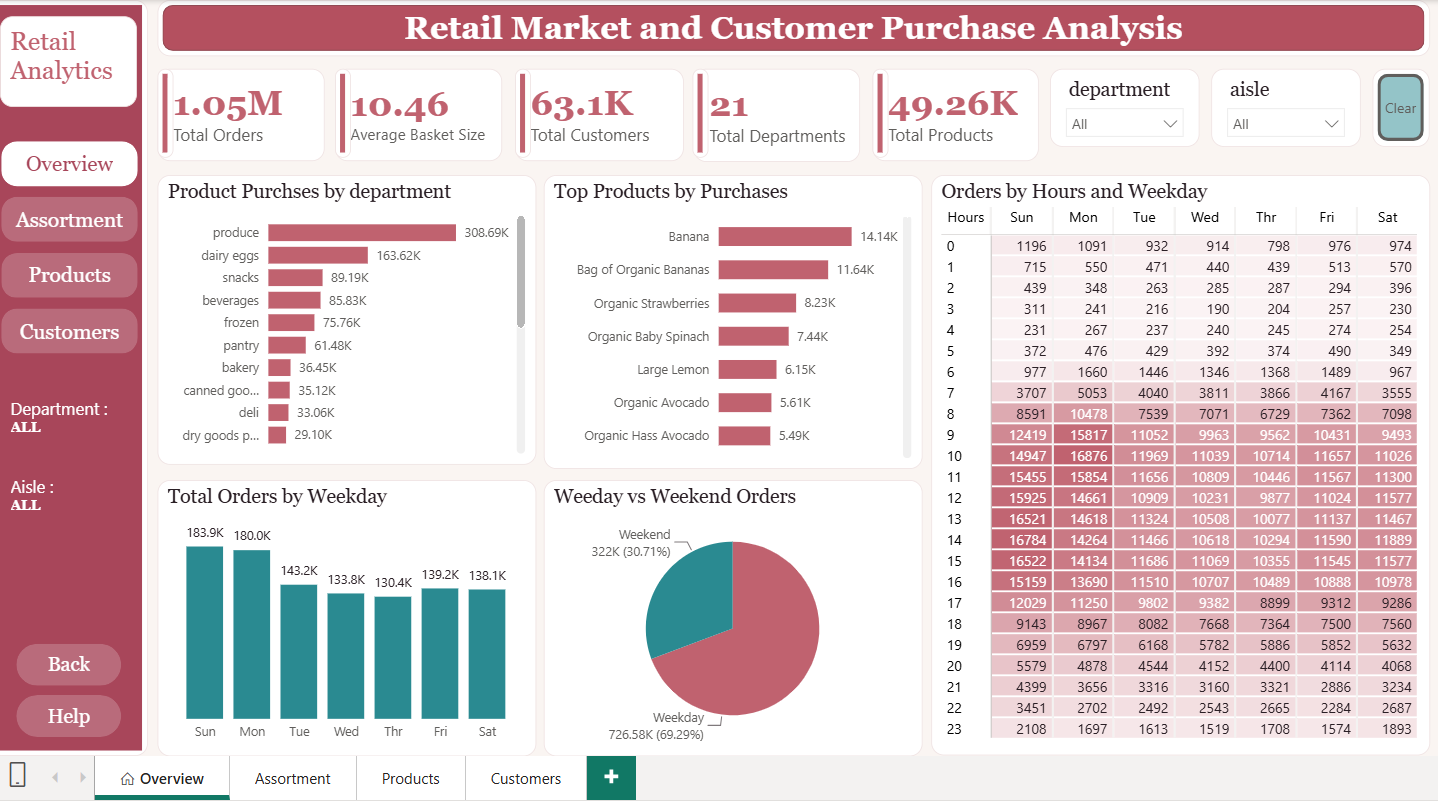 Retail
Analytics
Overview
Assortment
Products
Customers
Department :
ALL
Aisle :
ALL
Back
Help
Retail Market and Customer Purchase Analysis
1.05M
Total Orders
10.46
Average Basket Size
63.1K
Total Customers
21
Total Departments
49.26K
Total Products
department
All
aisle
All
Clear
Product Purchses by department
produce 308.69K
dairy eggs 163.62K
snacks 89.19K
beverages 85.83K
frozen 75.76K
pantry 61.48K
bakery 36.45K
canned goo... 35.12K
deli 33.06K
dry goods p... 29.10K
Top Products by Purchases
Banana 14.14K
Bag of Organic Bananas 11.64K
Organic Strawberries 8.23K
Organic Baby Spinach 7.44K
Large Lemon 6.15K
Organic Avocado 5.61K
Organic Hass Avocado 5.49K
Total Orders by Weekday
183.9K 180.0K 143.2K 133.8K 130.4K 139.2K 138.1K
Sun Mon Tue Wed Thr Fri Sat
Weeday vs Weekend Orders
Weekend
322K (30.71%)
Weekday
726.58K (69.29%)
Orders by Hours and Weekday
Hours Sun Mon Tue Wed Thr Fri Sat
0 1196 1091 932 914 798 976 974
1 715 550 471 440 439 513 570
2 439 348 263 285 287 294 396
3 311 241 216 190 204 257 230
4 231 267 237 240 245 274 254
5 372 476 429 392 374 490 349
6 977 1660 1446 1346 1368 1489 967
7 3707 5053 4040 3811 3866 4167 3555
8 8591 10478 7539 7071 6729 7362 7098
9 12419 15817 11052 9963 9562 10431 9493
10 14947 16876 11969 11039 10714 11657 11026
11 15455 15854 11656 10809 10446 11567 11300
12 15925 14661 10909 10231 9877 11024 11577
13 16521 14618 11324 10508 10077 11137 11467
14 16784 14264 11466 10618 10294 11590 11889
15 16522 14134 11686 11069 10355 11545 11577
16 15159 13690 11510 10707 10489 10888 10978
17 12029 11250 9802 9382 8899 9312 9286
18 9143 8967 8082 7668 7364 7500 7560
19 6959 6797 6168 5782 5886 5852 5632
20 5579 4878 4544 4152 4400 4114 4068
21 4399 3656 3316 3160 3321 2886 3234
22 3451 2702 2492 2543 2665 2284 2687
23 2108 1697 1613 1519 1708 1574 1893
Overview Assortment Products Customers +